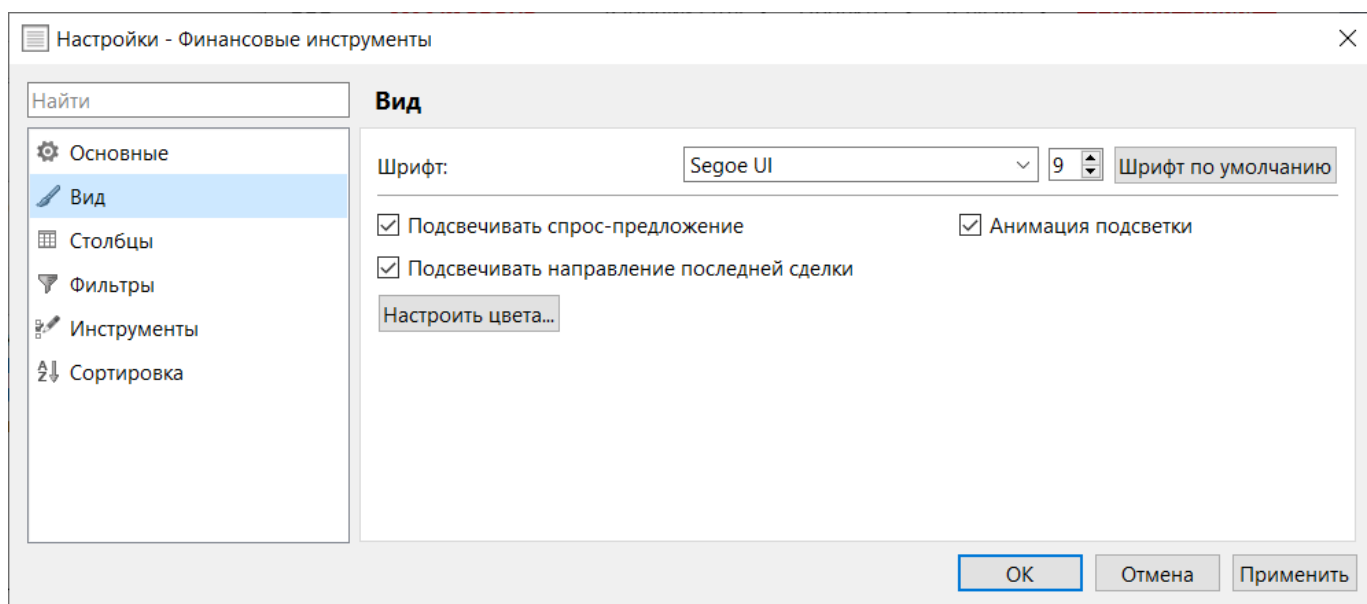 Настройки - Финансовые инструменты
Найти
Основные
Вид
Столбцы
Фильтры
Инструменты
Сортировка
Вид
Шрифт: Segoe UI 9 Шрифт по умолчанию
Подсвечивать спрос-предложение Анимация подсветки
Подсвечивать направление последней сделки
Настроить цвета...
ОК Отмена Применить